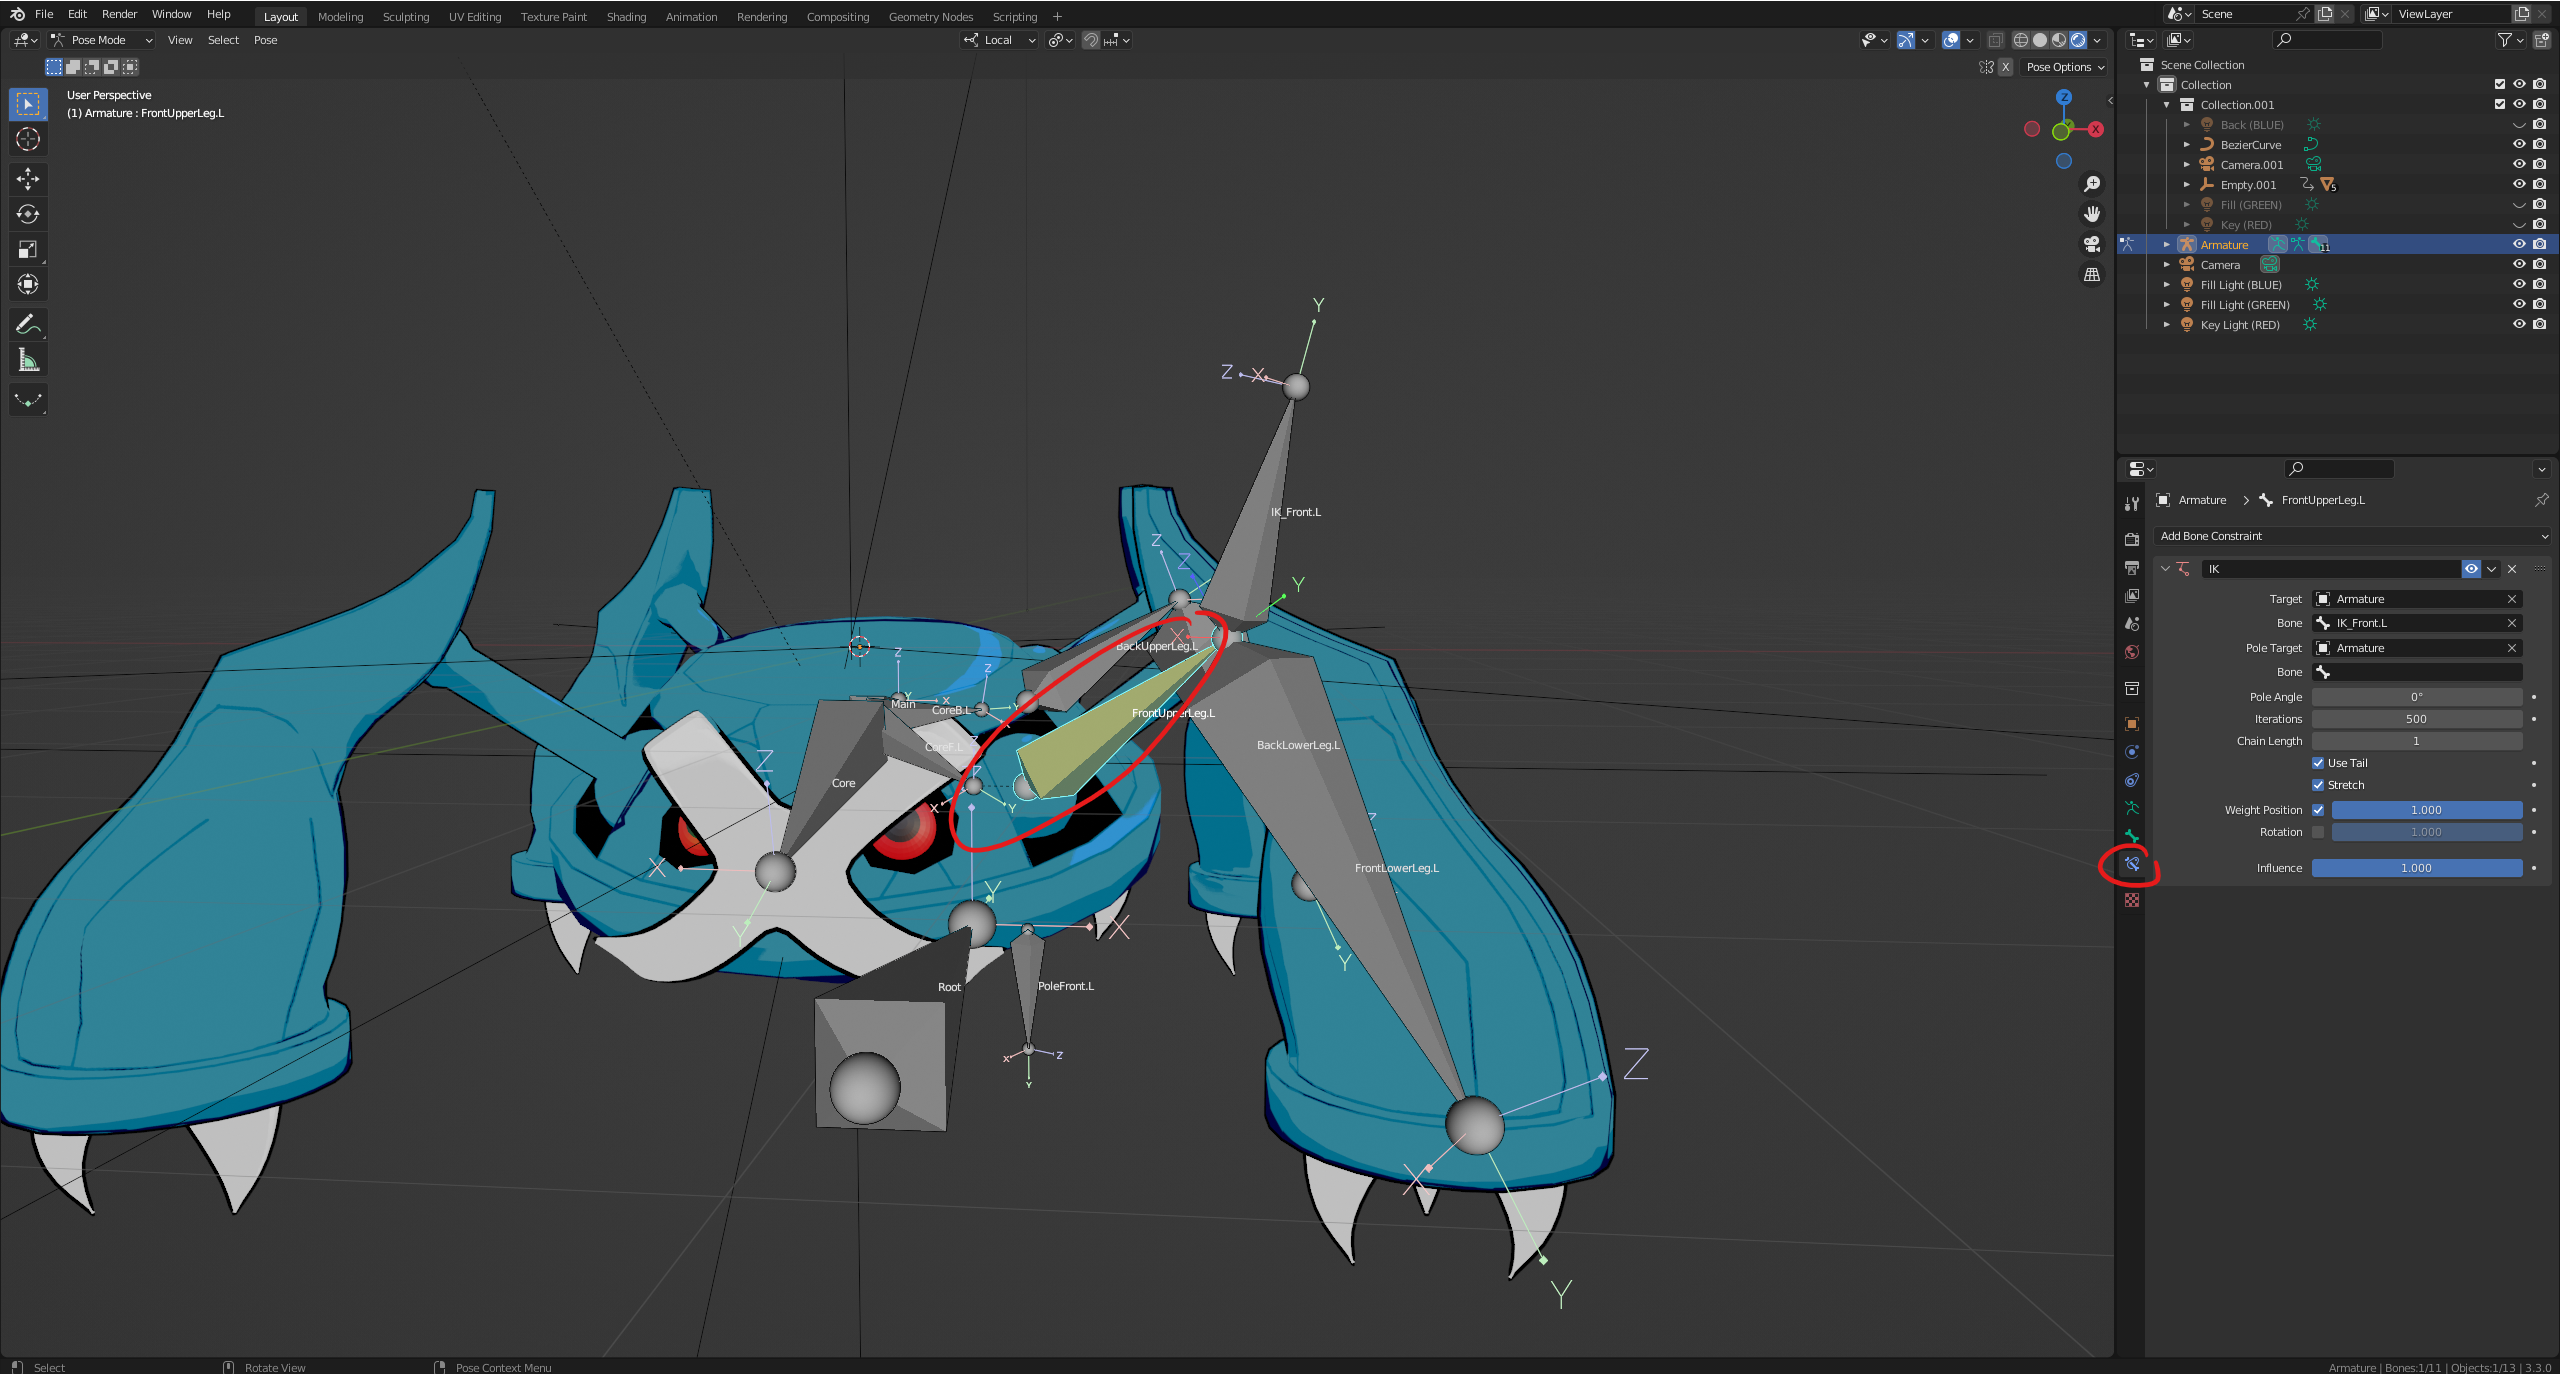 File Edit Render Window Help Layout Modeling Sculpting UV Editing Texture Paint Shading Animation Rendering Compositing Geometry Nodes Scripting + Scene ViewLayer
Pose Mode View Select Pose Local
X Pose Options
User Perspective
(1) Armature : FrontUpperLeg.L
Z
X
Y
Z X
IK_Front.L
Z
Z
Y
X
BackUpperLeg.L
Z
Z
Y
X
Main
CoreB.L
FrontUpperLeg.L
CoreF.L
BackLowerLeg.L
Z
Core
X
Y
Z
FrontLowerLeg.L
X
Y
Y
X
Y
Root
PoleFront.L
X
Z
Y
Z
X
Y
Scene Collection
Collection
Collection.001
Back (BLUE)
BezierCurve
Camera.001
Empty.001 5
Fill (GREEN)
Key (RED)
Armature 11
Camera
Fill Light (BLUE)
Fill Light (GREEN)
Key Light (RED)
Armature > FrontUpperLeg.L
Add Bone Constraint
IK
Target Armature
Bone IK_Front.L
Pole Target Armature
Bone
Pole Angle 0°
Iterations 500
Chain Length 1
Use Tail
Stretch
Weight Position 1.000
Rotation 1.000
Influence 1.000
Select Rotate View Pose Context Menu Armature | Bones:1/11 | Objects:1/13 | 3.3.0